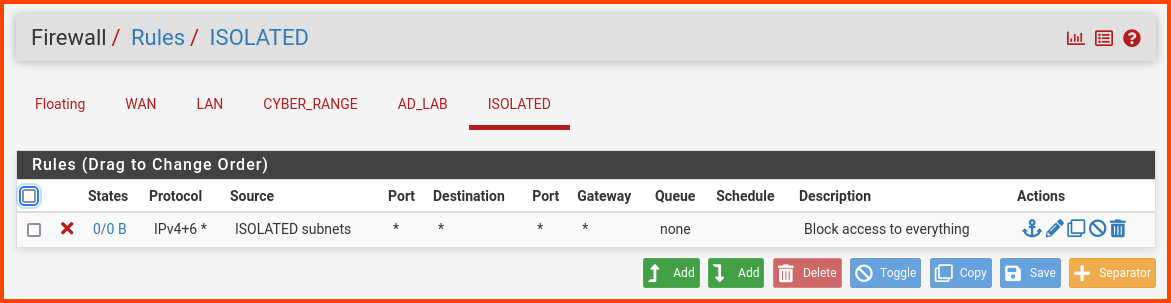 Firewall / Rules / ISOLATED
Floating WAN LAN CYBER_RANGE AD_LAB ISOLATED
Rules (Drag to Change Order)
States Protocol Source Port Destination Port Gateway Queue Schedule Description Actions
0/0 B IPv4+6 * ISOLATED subnets * * * * none Block access to everything
Add Add Delete Toggle Copy Save Separator